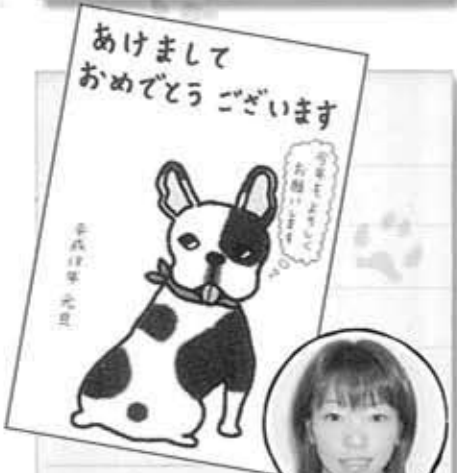 あけまして
おめでとう ございます
今年もよろしく
お願いします
平成18年 元旦